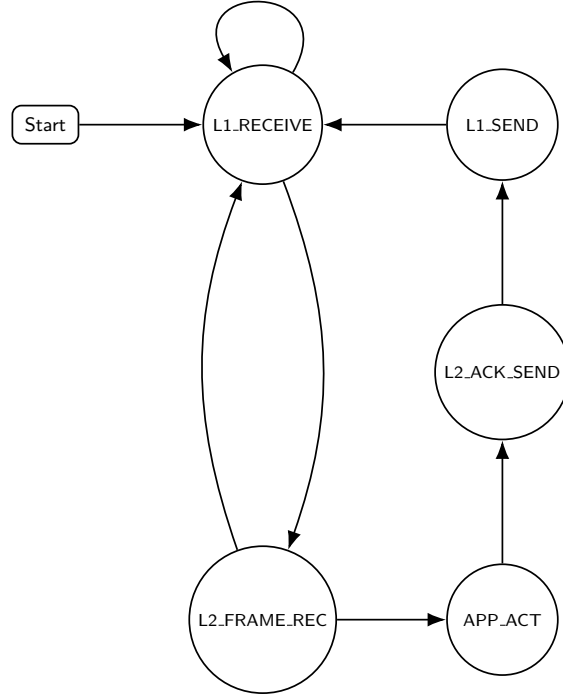 Start
L1_RECEIVE
L1_SEND
L2_ACK_SEND
L2_FRAME_REC
APP_ACT